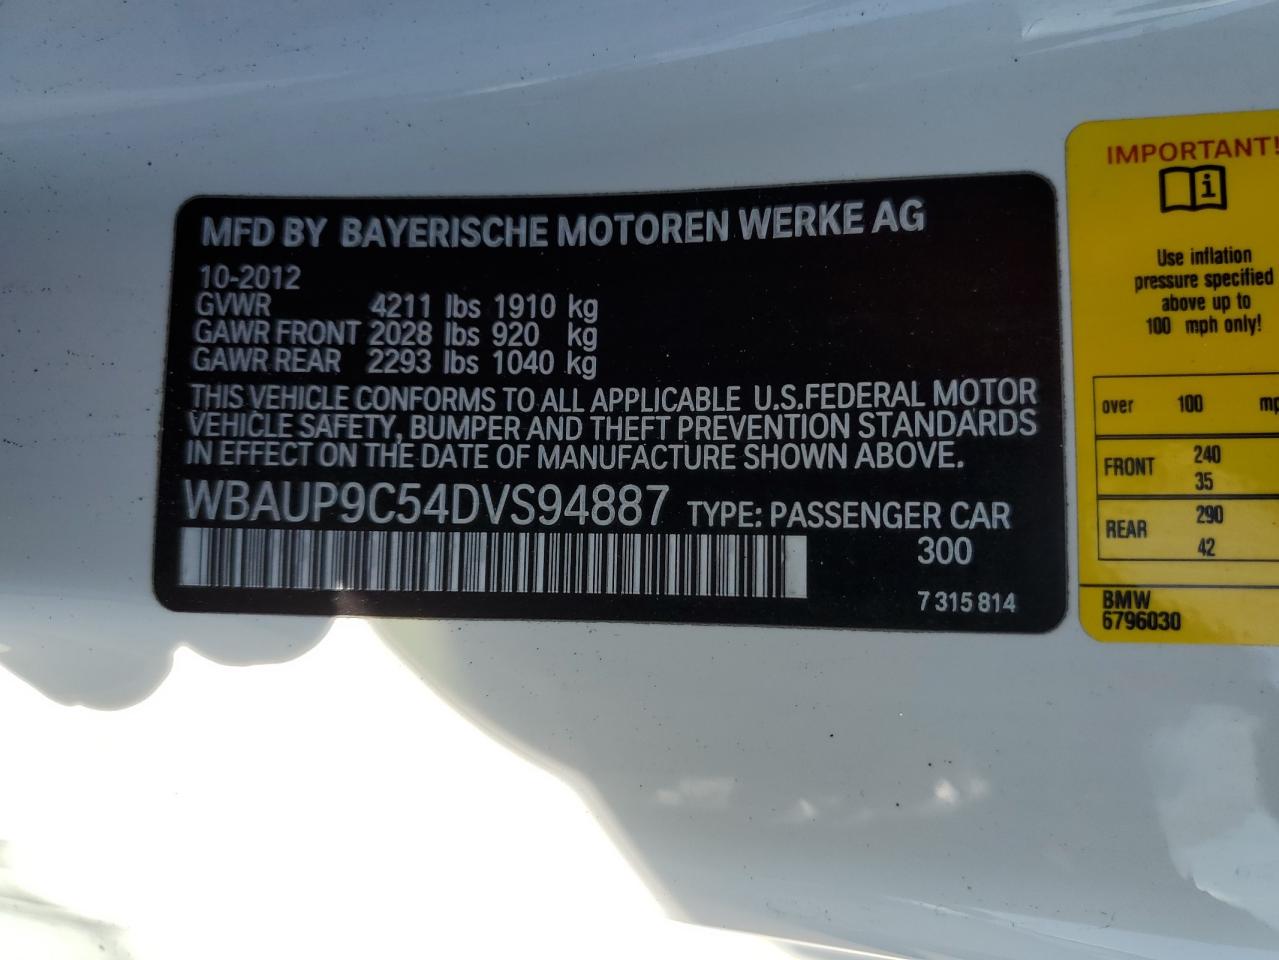 MFD BY BAYERISCHE MOTOREN WERKE AG
10-2012
GVWR 4211 lbs 1910 kg
GAWR FRONT 2028 lbs 920 kg
GAWR REAR 2293 lbs 1040 kg
THIS VEHICLE CONFORMS TO ALL APPLICABLE U.S.FEDERAL MOTOR
VEHICLE SAFETY, BUMPER AND THEFT PREVENTION STANDARDS
IN EFFECT ON THE DATE OF MANUFACTURE SHOWN ABOVE.
WBAUP9C54DVS94887 TYPE: PASSENGER CAR
300
7 315 814
IMPORTANT!
i
Use inflation
pressure specified
above up to
100 mph only!
over 100
FRONT 240
35
REAR 290
42
BMW
6796030